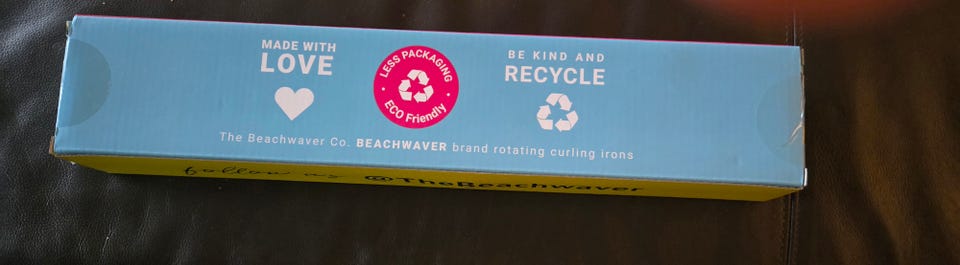 MADE WITH
LOVE
LESS PACKAGING
ECO Friendly
BE KIND AND
RECYCLE
The Beachwaver Co. BEACHWAVER brand rotating curling irons
follow us @TheBeachwaver